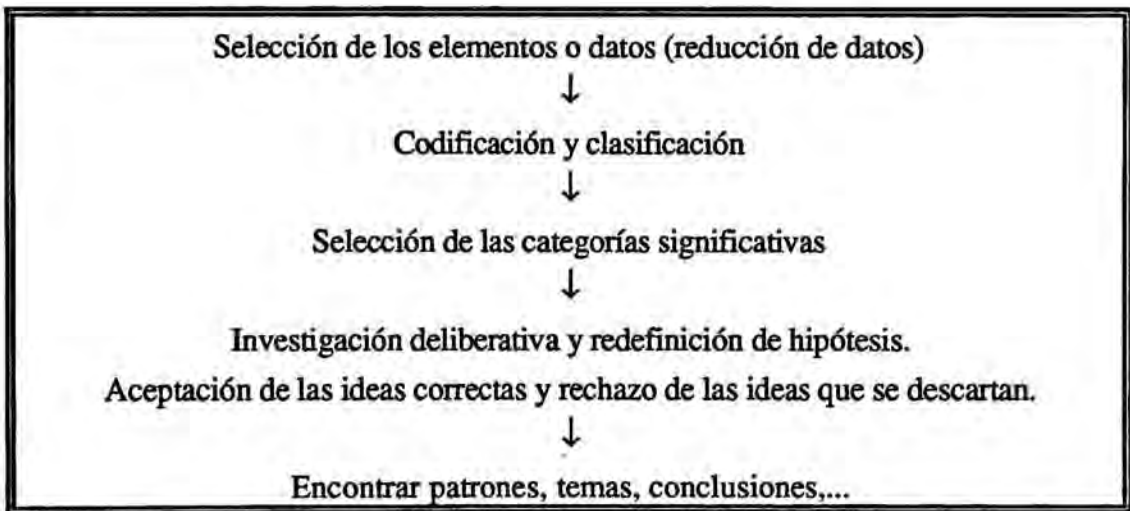 Selección de los elementos o datos (reducción de datos)
↓
Codificación y clasificación
↓
Selección de las categorías significativas
↓
Investigación deliberativa y redefinición de hipótesis.
Aceptación de las ideas correctas y rechazo de las ideas que se descartan.
↓
Encontrar patrones, temas, conclusiones,...